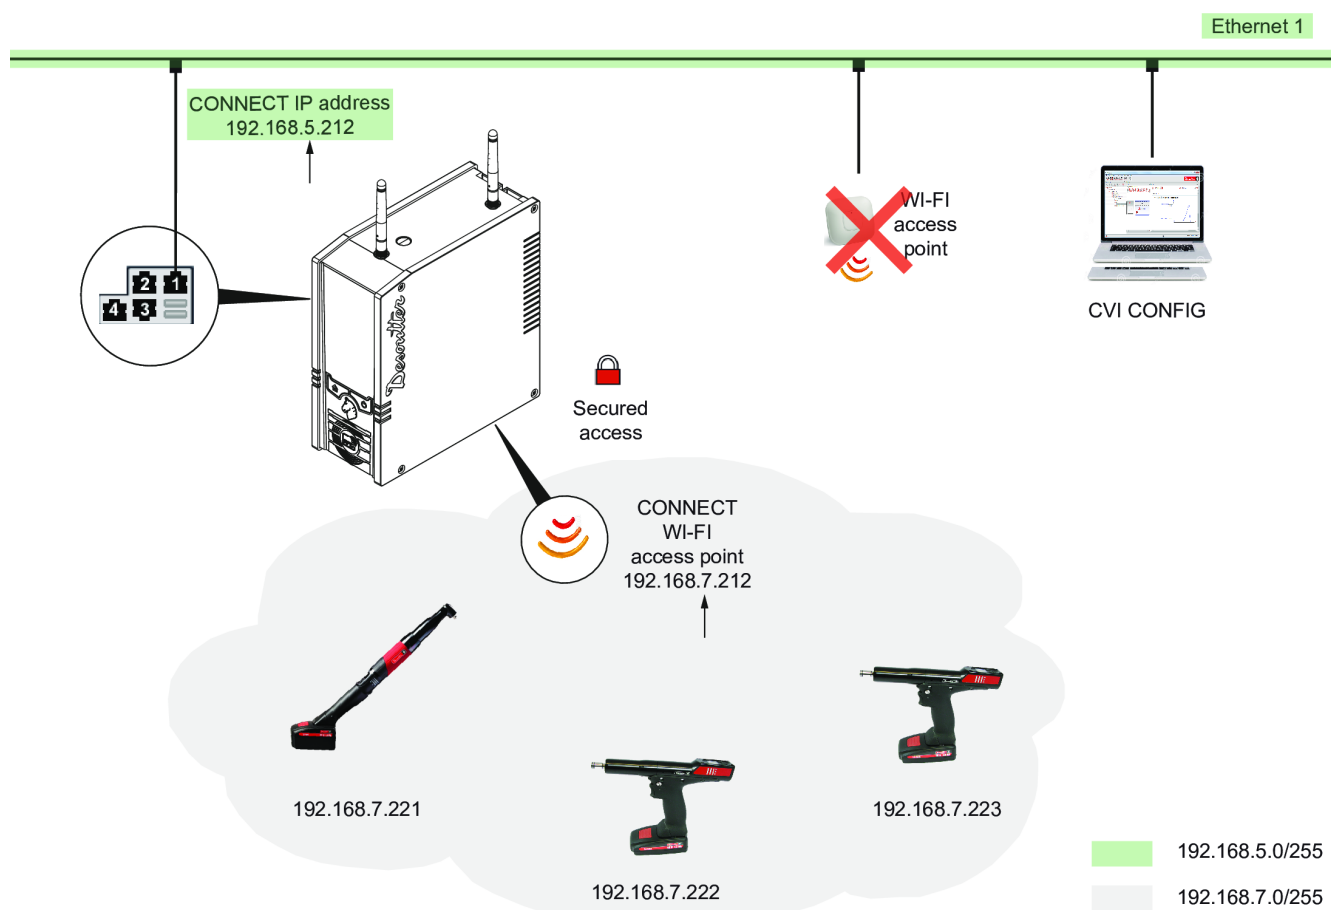 Ethernet 1
CONNECT IP address
192.168.5.212
WI-FI
access
point
2
1
4
3
CVI CONFIG
Desoutter
Secured
access
CONNECT
WI-FI
access point
192.168.7.212
192.168.7.221
192.168.7.223
192.168.7.222
192.168.5.0/255
192.168.7.0/255